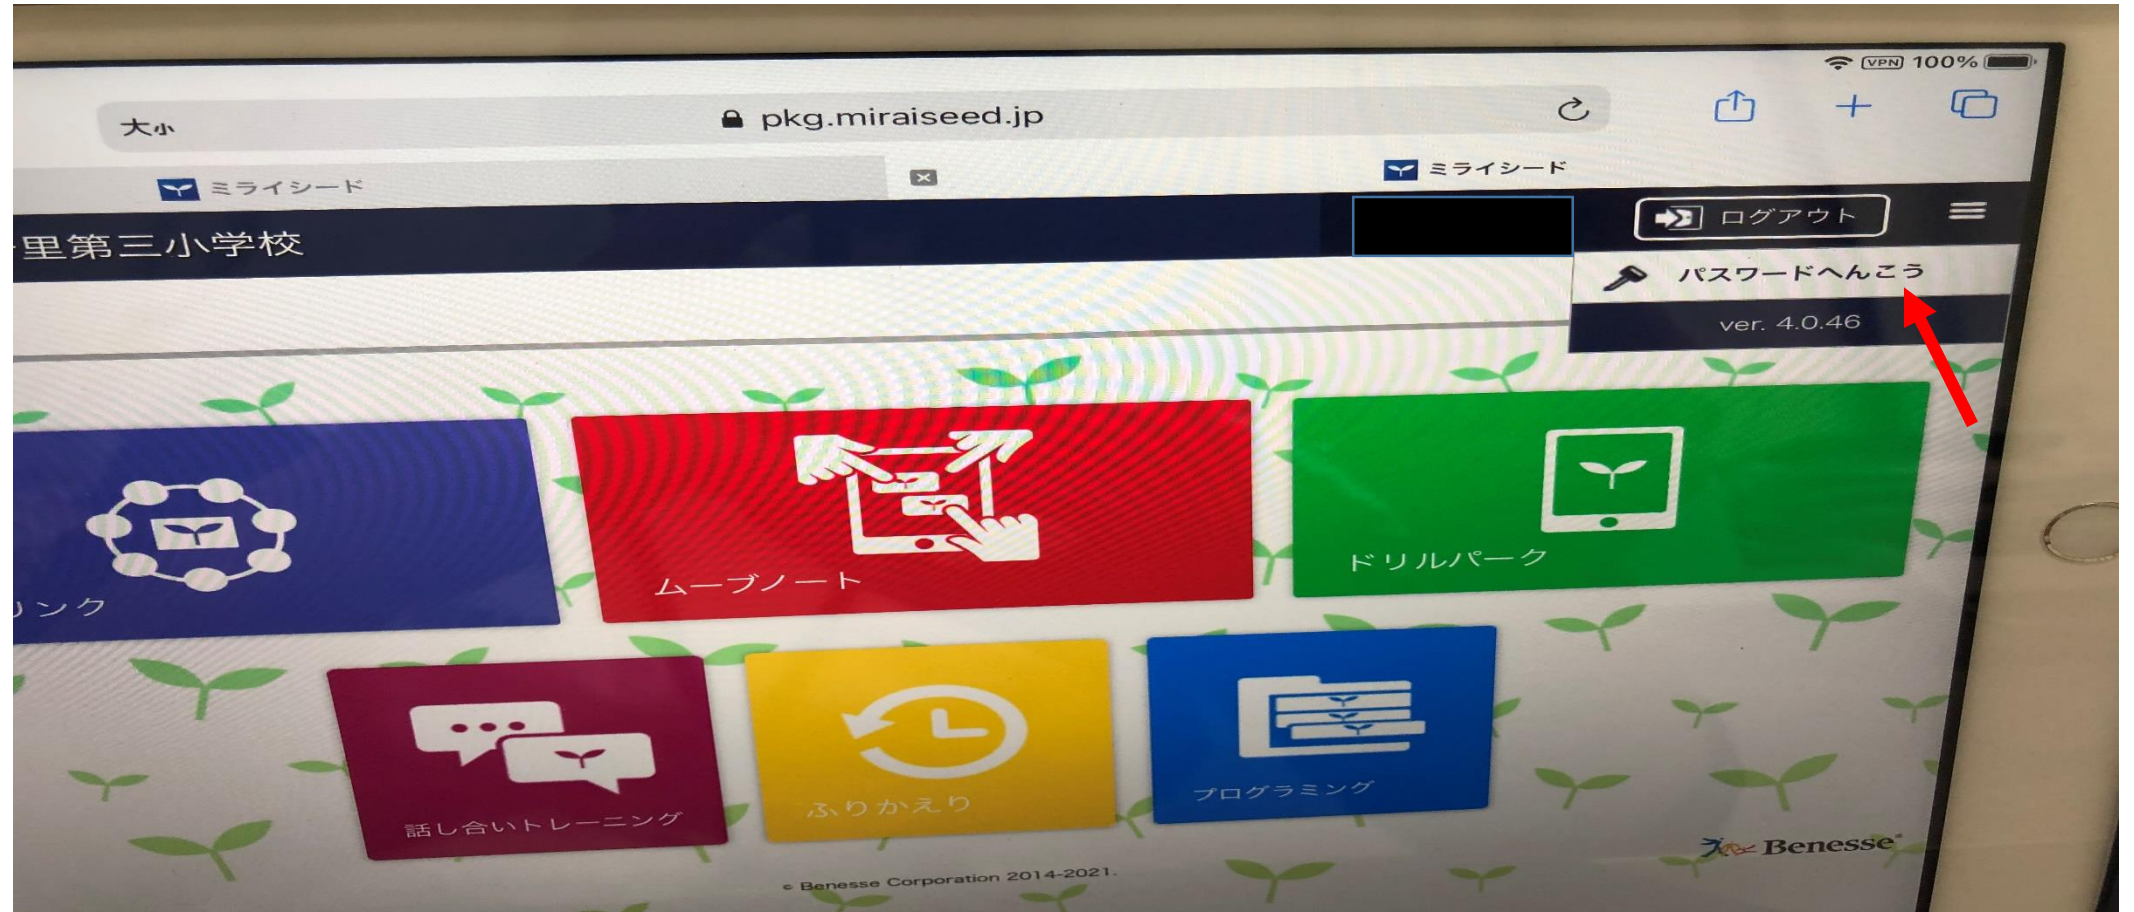 VPN 100%
大小 pkg.miraiseed.jp
ミライシード ミライシード
里第三小学校 ログアウト
パスワードへんこう
ver. 4.0.46
リンク ムーブノート ドリルパーク
話し合いトレーニング ふりかえり プログラミング
Benesse
© Benesse Corporation 2014-2021.